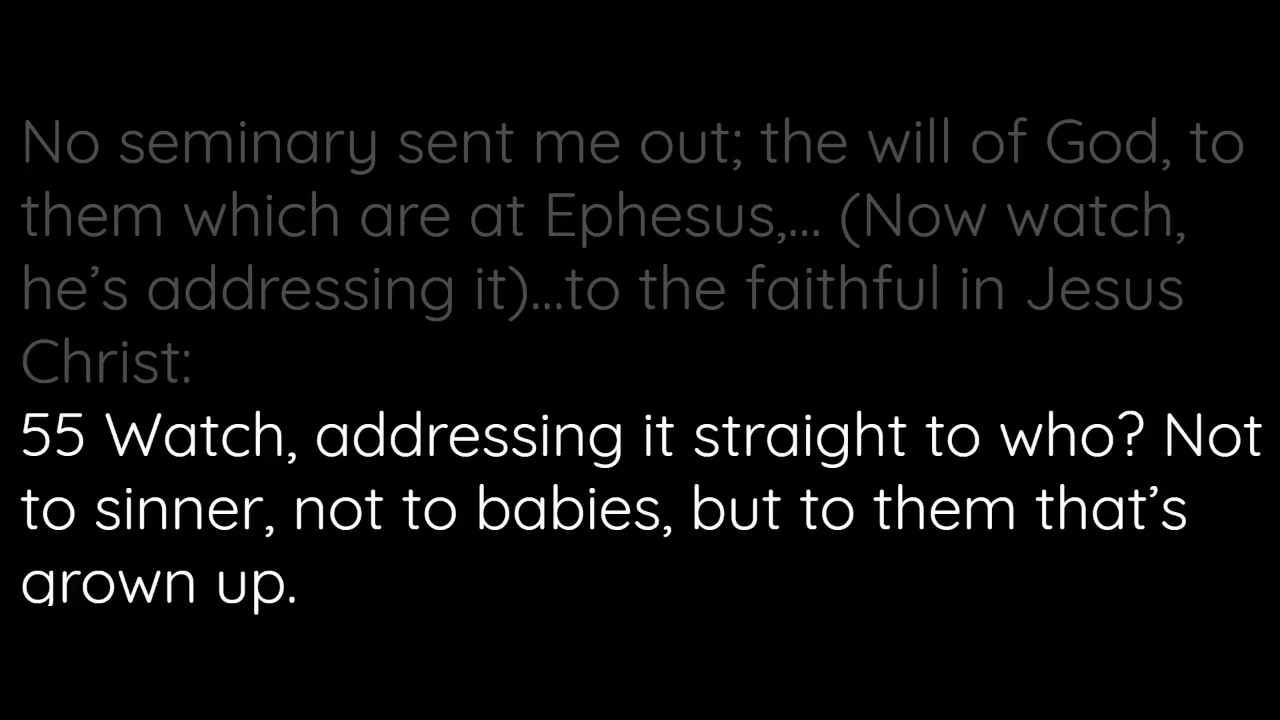 No seminary sent me out; the will of God, to
them which are at Ephesus,... (Now watch,
he’s addressing it)...to the faithful in Jesus
Christ:
55 Watch, addressing it straight to who? Not
to sinner, not to babies, but to them that’s
grown up.